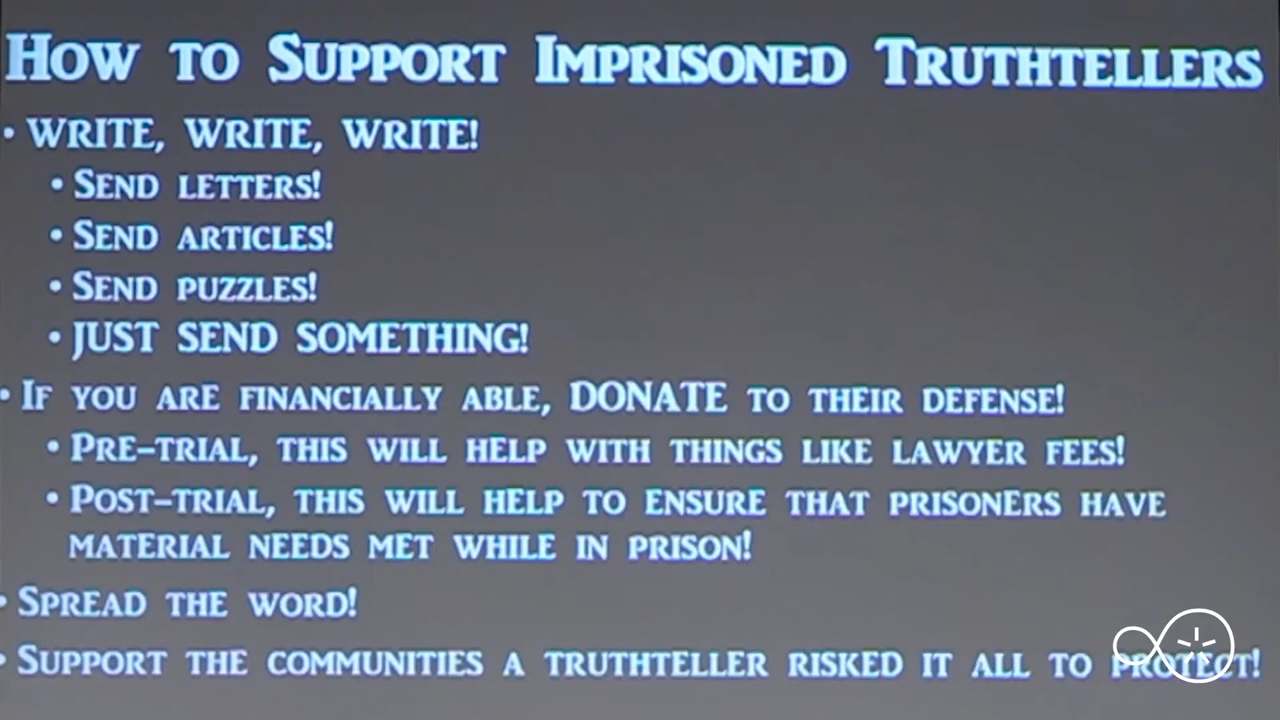 How to Support Imprisoned Truthtellers
• WRITE, WRITE, WRITE!
• Send letters!
• Send articles!
• Send puzzles!
• JUST SEND SOMETHING!
• If you are financially able, DONATE to their defense!
• Pre-trial, this will help with things like lawyer fees!
• Post-trial, this will help to ensure that prisoners have
material needs met while in prison!
• Spread the word!
• Support the communities a truthteller risked it all to protect!